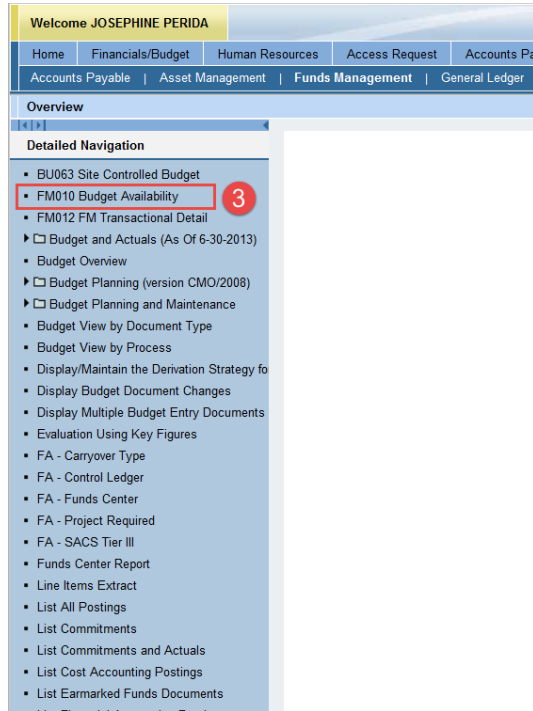 Welcome JOSEPHINE PERIDA
Home Financials/Budget Human Resources Access Request Accounts
Accounts Payable | Asset Management | Funds Management | General Ledger
Overview
Detailed Navigation
BU063 Site Controlled Budget
FM010 Budget Availability 3
FM012 FM Transactional Detail
Budget and Actuals (As Of 6-30-2013)
Budget Overview
Budget Planning (version CMO/2008)
Budget Planning and Maintenance
Budget View by Document Type
Budget View by Process
Display/Maintain the Derivation Strategy fo
Display Budget Document Changes
Display Multiple Budget Entry Documents
Evaluation Using Key Figures
FA - Carryover Type
FA - Control Ledger
FA - Funds Center
FA - Project Required
FA - SACS Tier III
Funds Center Report
Line Items Extract
List All Postings
List Commitments
List Commitments and Actuals
List Cost Accounting Postings
List Earmarked Funds Documents